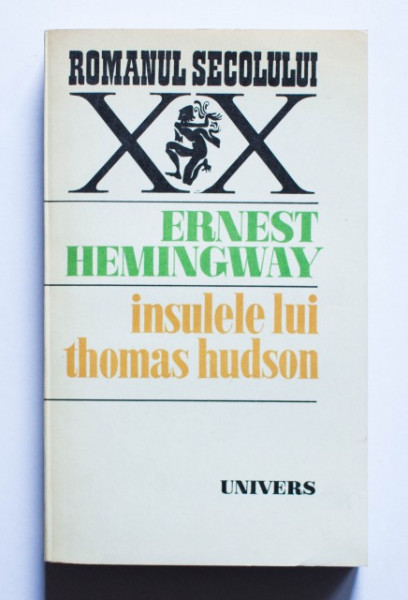 ROMANUL SECOLULUI
XX
ERNEST
HEMINGWAY
insulele lui
thomas hudson
UNIVERS